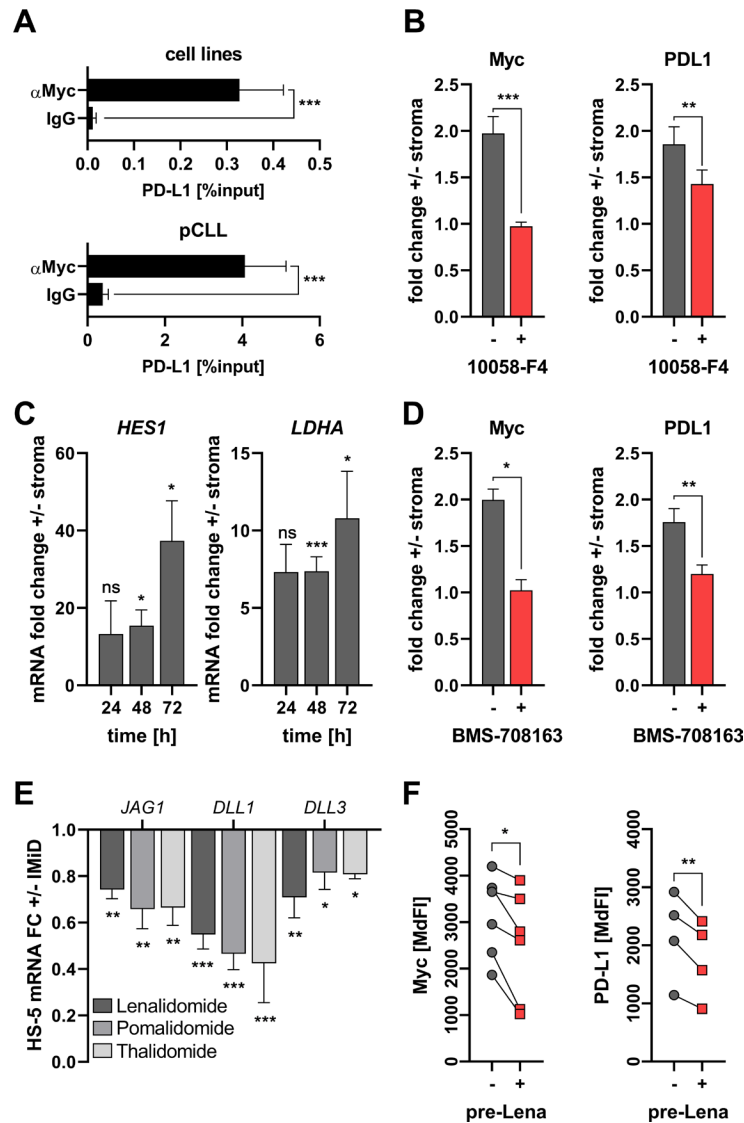 A
cell lines
αMyc
IgG
***
0.0 0.1 0.2 0.3 0.4 0.5
PD-L1 [%input]
pCLL
αMyc
IgG
***
0 2 4 6
PD-L1 [%input]
B
Myc
fold change +/- stroma
2.5
2.0
1.5
1.0
1.5
0.0
***
- +
10058-F4
PDL1
fold change +/- stroma
2.5
2.0
1.5
1.0
1.5
0.0
**
- +
10058-F4
C
HES1
mRNA fold change +/- stroma
60
40
20
0
ns
*
*
24 48 72
time [h]
LDHA
mRNA fold change +/- stroma
15
10
5
0
ns
***
*
24 48 72
time [h]
D
Myc
fold change +/- stroma
2.5
2.0
1.5
1.0
0.5
0.0
*
- +
BMS-708163
PDL1
fold change +/- stroma
2.5
2.0
1.5
1.0
0.5
0.0
**
- +
BMS-708163
E
JAG1 DLL1 DLL3
HS-5 mRNA FC +/- IMiD
1.0
0.8
0.6
0.4
0.2
0.0
** ** **
*** *** ***
** * *
Lenalidomide
Pomalidomide
Thalidomide
F
Myc [MdFI]
5000
4000
3000
2000
1000
0
*
- +
pre-Lena
PD-L1 [MdFI]
4000
3000
2000
1000
0
**
- +
pre-Lena